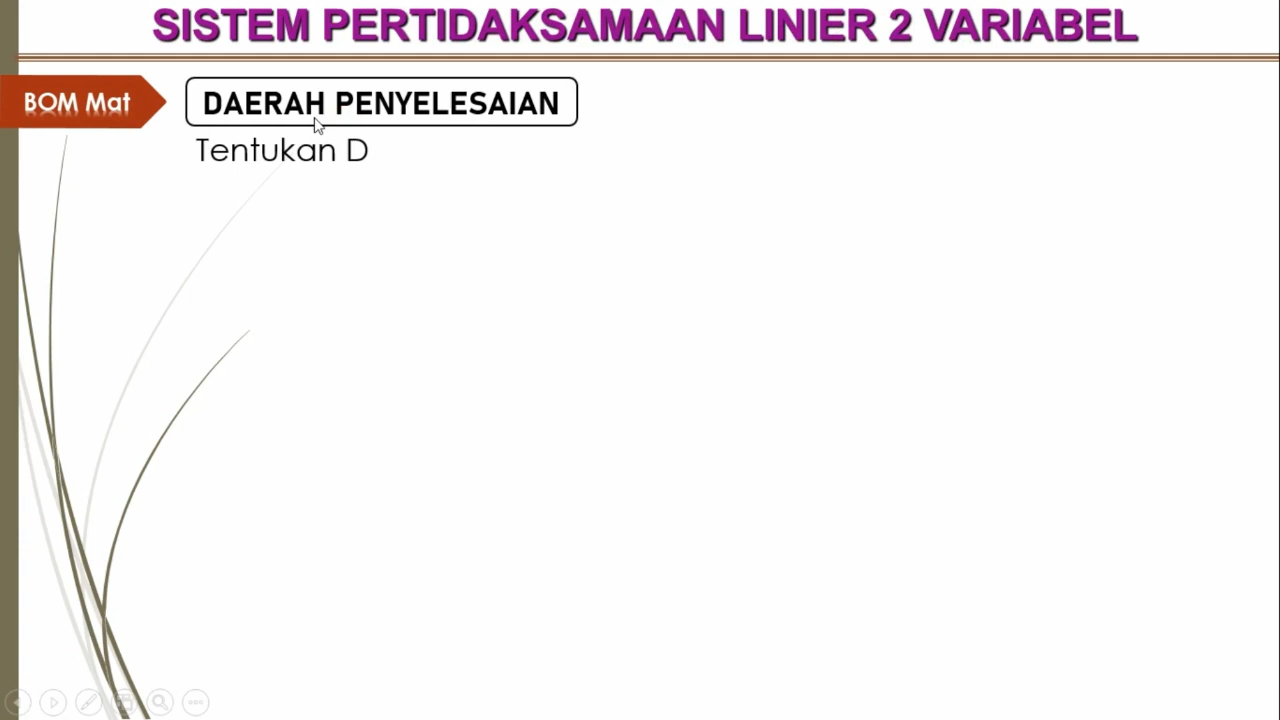 SISTEM PERTIDAKSAMAAN LINIER 2 VARIABEL
BOM Mat
DAERAH PENYELESAIAN
Tentukan D